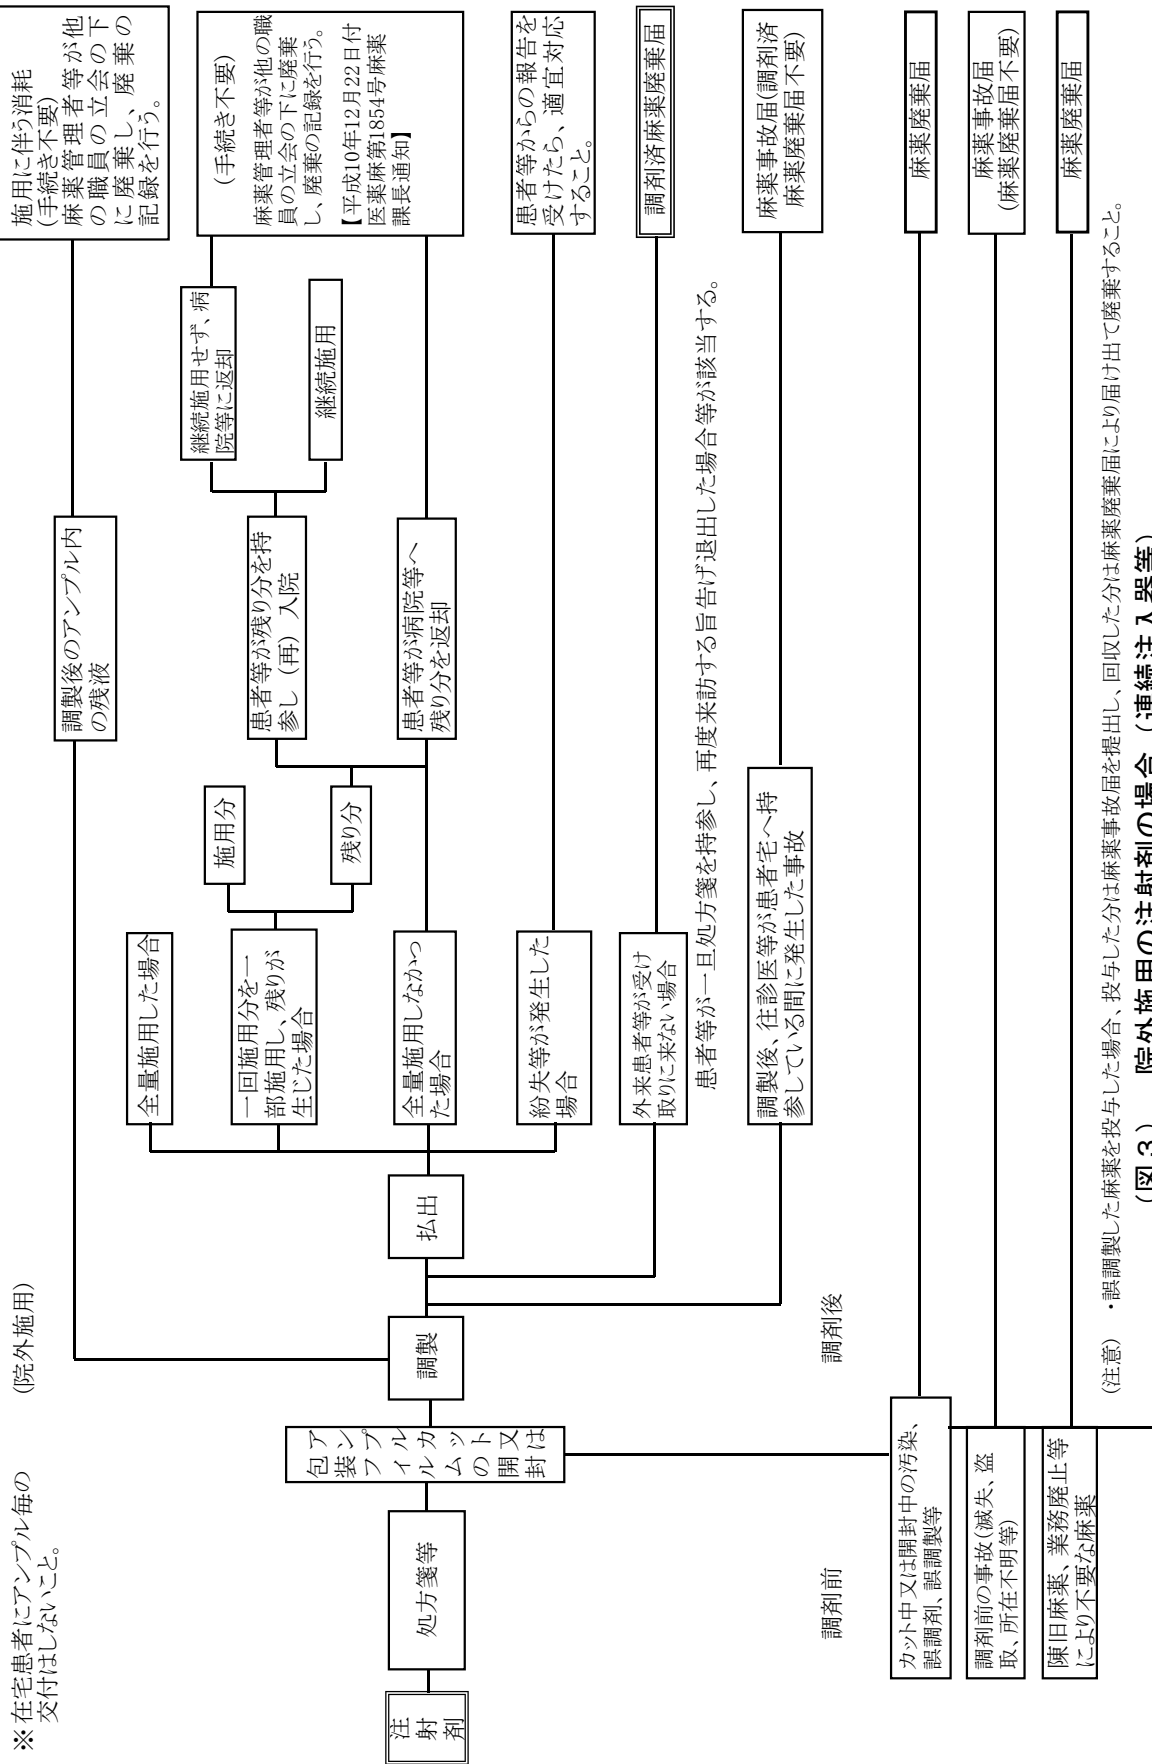 ※在宅患者にアンプル毎の
交付はしないこと。
(院外施用)
注
射
剤
処方箋等
アンプルカット又は
包装フィルムの開封
調製
払出
調製後のアンプル内
の残液
施用に伴う消耗
(手続き不要)
麻薬管理者等が他
の職員の立会の下
に廃棄し、廃棄の
記録を行う。
全量施用した場合
一回施用分を一
部施用し、残りが
生じた場合
施用分
残り分
患者等が残り分を持
参し（再）入院
継続施用せず、病
院等に返却
継続施用
(手続き不要)
麻薬管理者等が他の職
員の立会の下に廃棄
し、廃棄の記録を行う。
【平成10年12月22日付
医薬麻第1854号麻薬
課長通知】
全量施用しなかっ
た場合
患者等が病院等へ
残り分を返却
紛失等が発生した
場合
患者等からの報告を
受けたら、適宜対応
すること。
外来患者等が受け
取りに来ない場合
調剤済麻薬廃棄届
患者等が一旦処方箋を持参し、再度来訪する旨告げ退出した場合等が該当する。
調製後、往診医等が患者宅へ持
参している間に発生した事故
麻薬事故届(調剤済
麻薬廃棄届不要)
調剤前
調剤後
カット中又は開封中の汚染、
誤調剤、誤調製等
麻薬廃棄届
調剤前の事故(滅失、盗
取、所在不明等)
麻薬事故届
(麻薬廃棄届不要)
陳旧麻薬、業務廃止等
により不要な麻薬
麻薬廃棄届
(注意)　・誤調製した麻薬を投与した場合、投与した分は麻薬事故届を提出し、回収した分は麻薬廃棄届により届け出て廃棄すること。
（図３）　院外施用の注射剤の場合（連続注入器等）